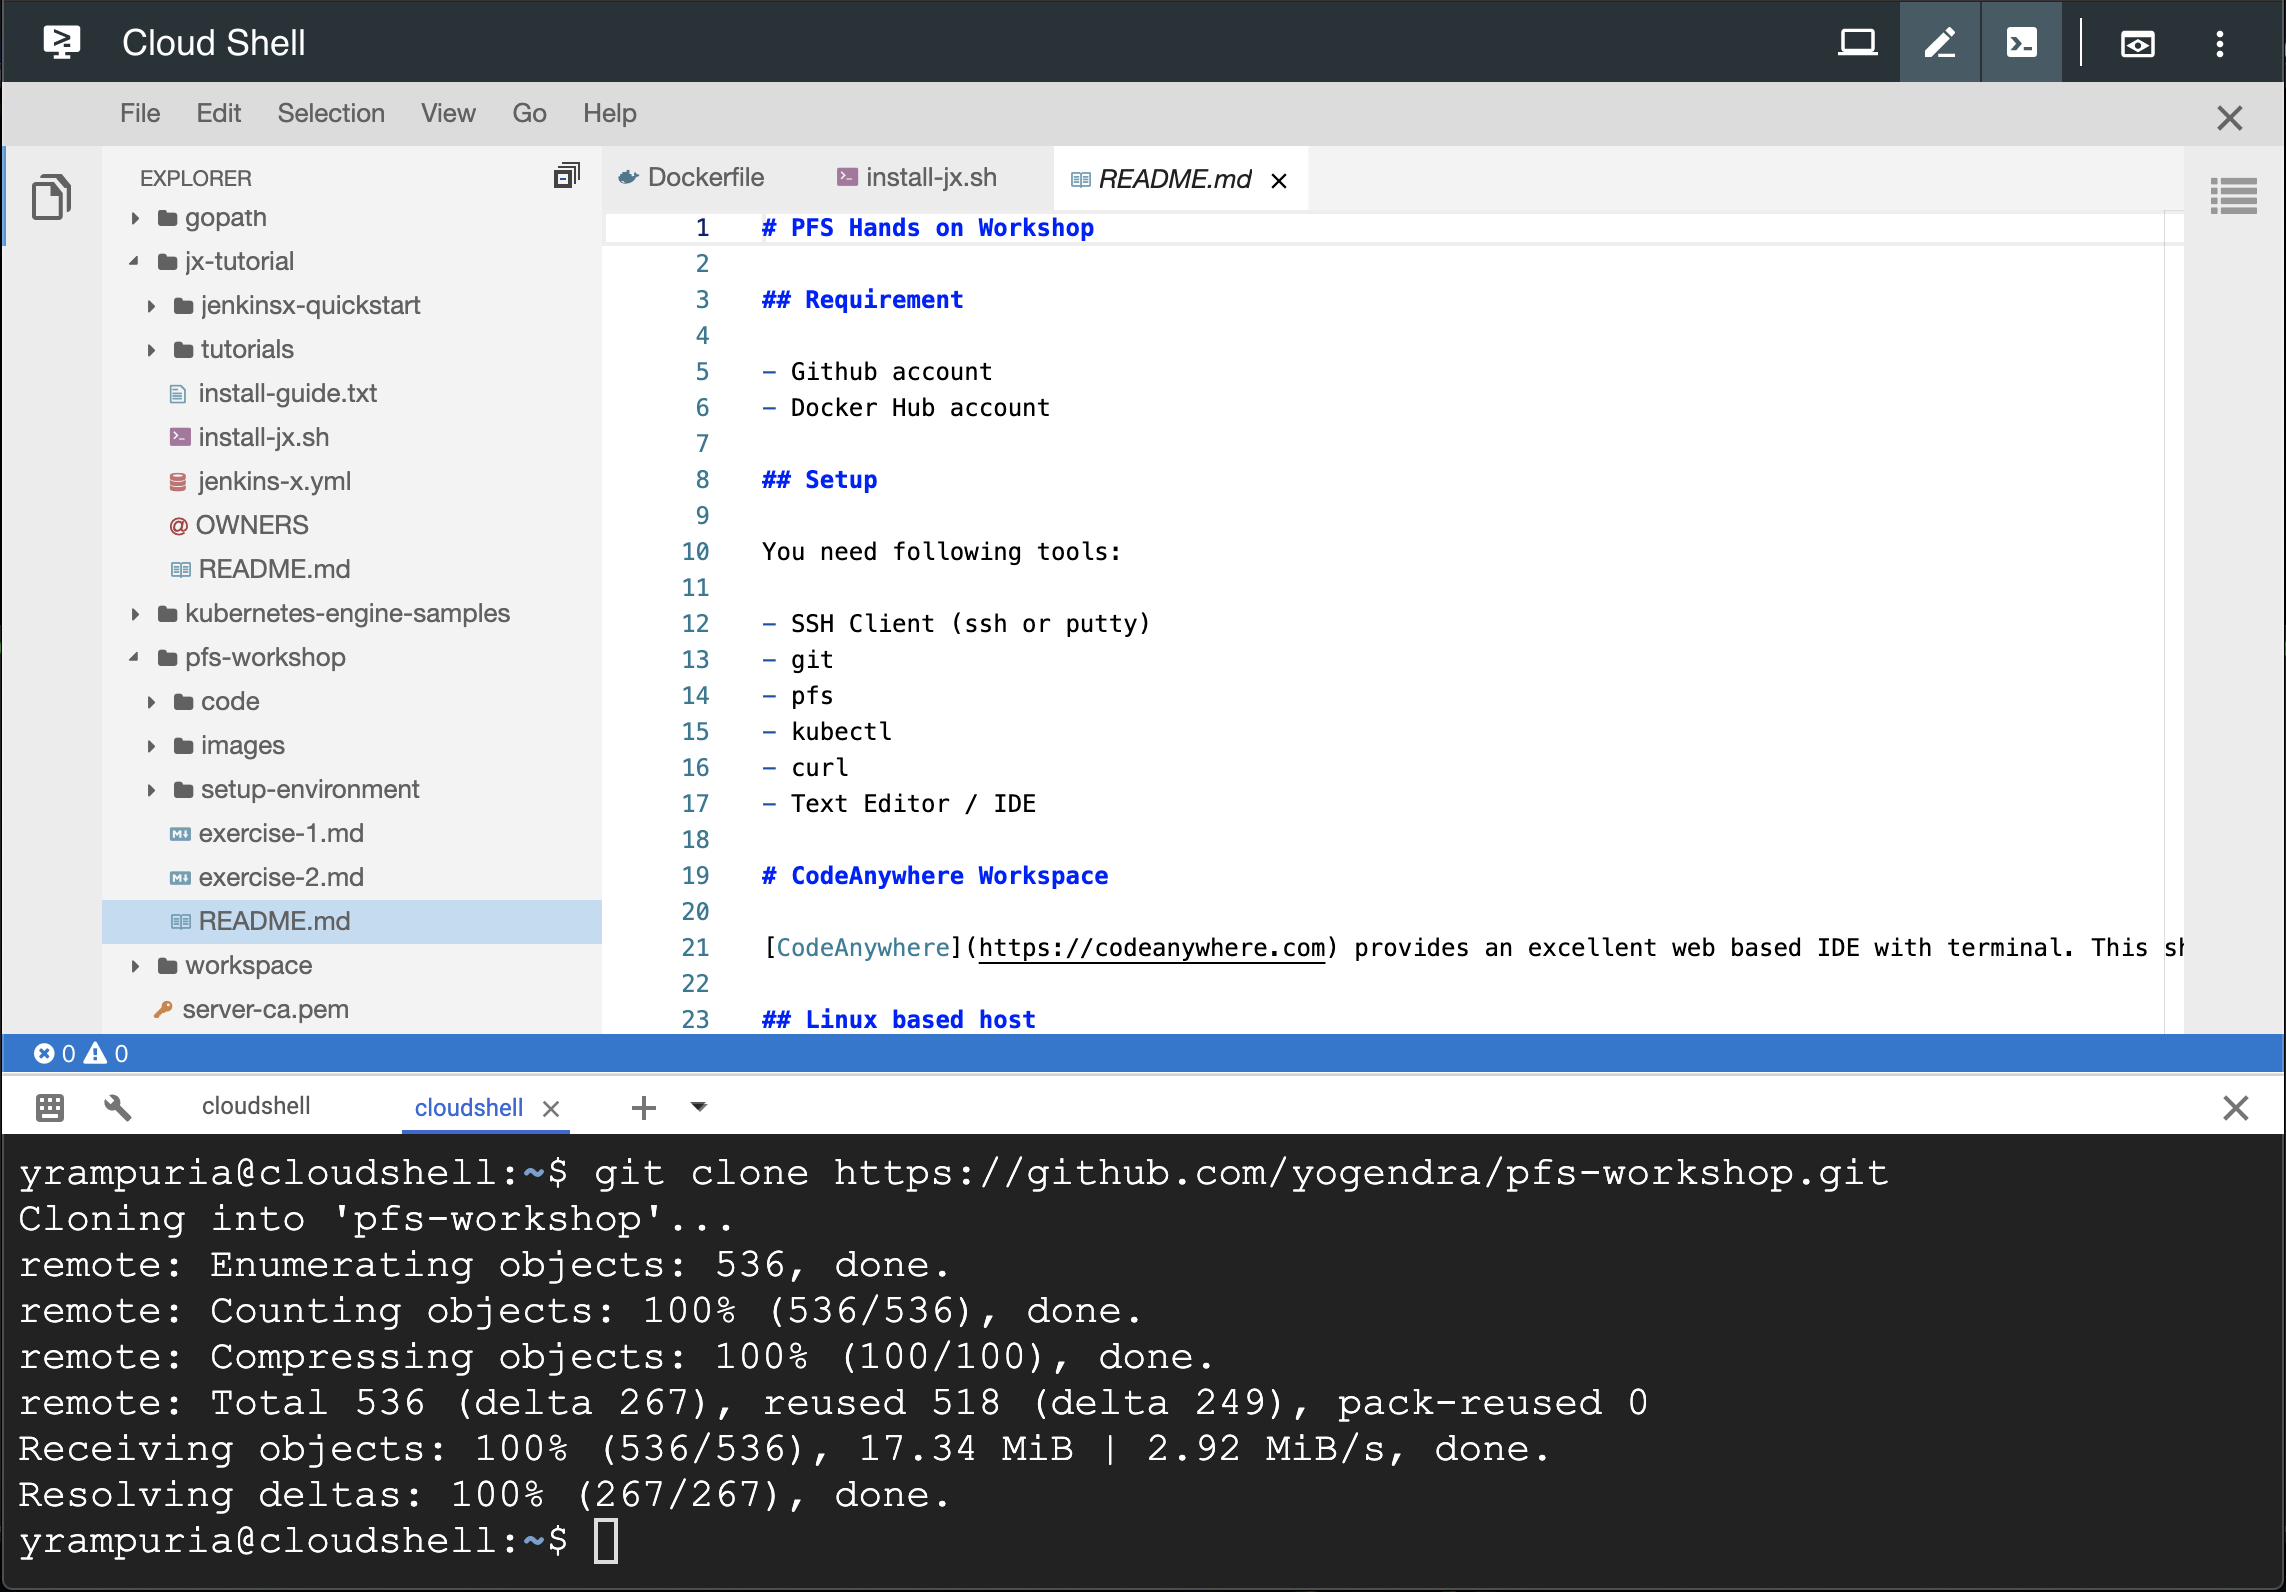 Cloud Shell
File Edit Selection View Go Help
EXPLORER
gopath
jx-tutorial
jenkinsx-quickstart
tutorials
install-guide.txt
install-jx.sh
jenkins-x.yml
OWNERS
README.md
kubernetes-engine-samples
pfs-workshop
code
images
setup-environment
exercise-1.md
exercise-2.md
README.md
workspace
server-ca.pem
Dockerfile install-jx.sh README.md
1 # PFS Hands on Workshop
2
3 ## Requirement
4
5 - Github account
6 - Docker Hub account
7
8 ## Setup
9
10 You need following tools:
11
12 - SSH Client (ssh or putty)
13 - git
14 - pfs
15 - kubectl
16 - curl
17 - Text Editor / IDE
18
19 # CodeAnywhere Workspace
20
21 [CodeAnywhere](https://codeanywhere.com) provides an excellent web based IDE with terminal. This
22
23 ## Linux based host
0 0
cloudshell cloudshell
yrampuria@cloudshell:~$ git clone https://github.com/yogendra/pfs-workshop.git
Cloning into 'pfs-workshop'...
remote: Enumerating objects: 536, done.
remote: Counting objects: 100% (536/536), done.
remote: Compressing objects: 100% (100/100), done.
remote: Total 536 (delta 267), reused 518 (delta 249), pack-reused 0
Receiving objects: 100% (536/536), 17.34 MiB | 2.92 MiB/s, done.
Resolving deltas: 100% (267/267), done.
yrampuria@cloudshell:~$